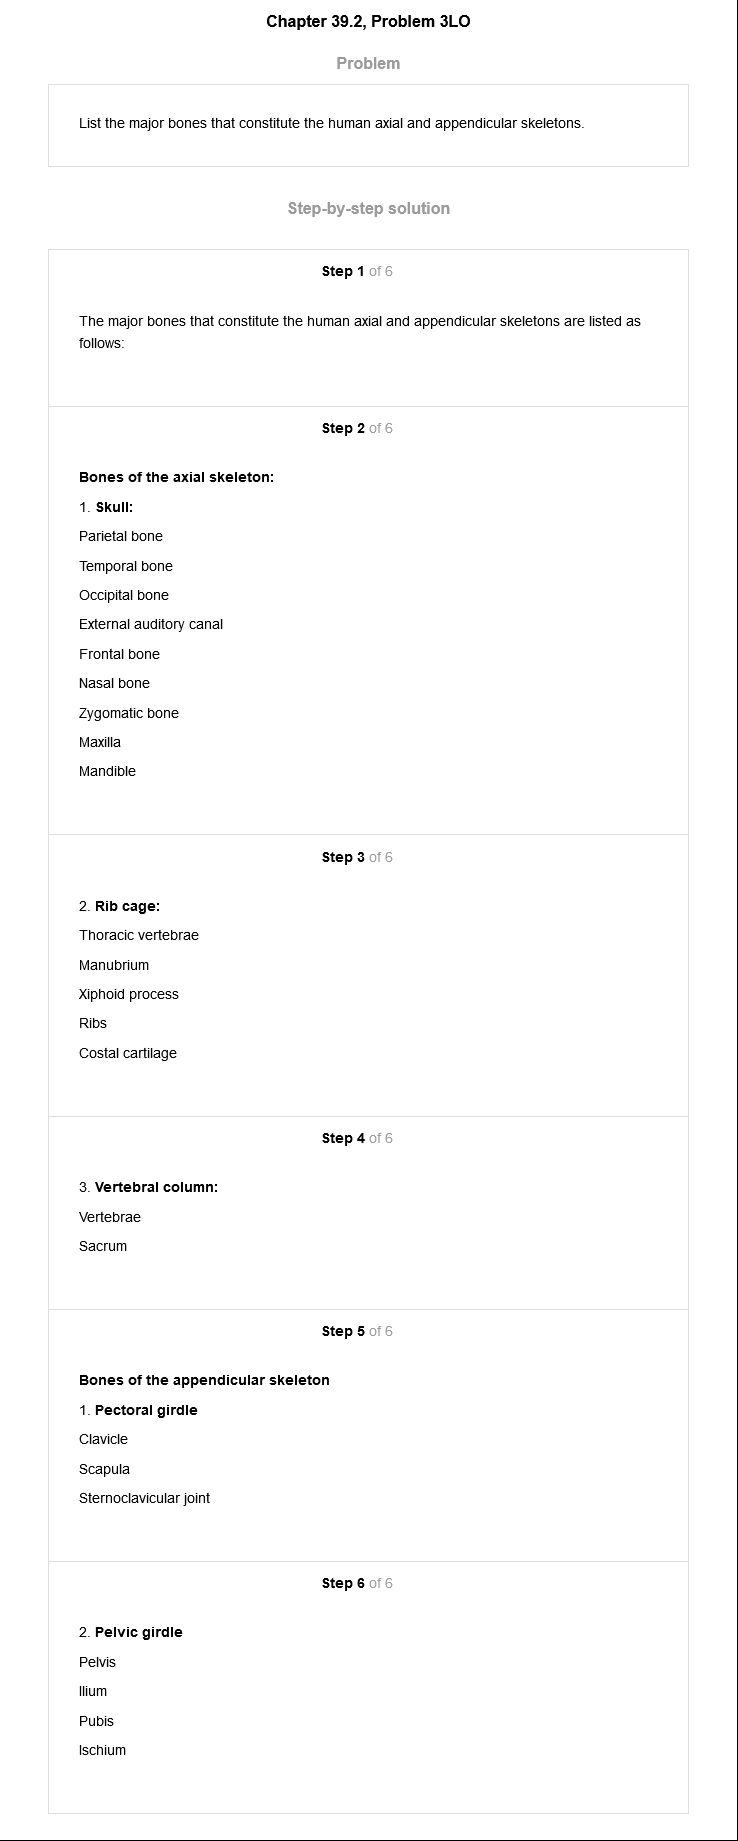 Chapter 39.2, Problem 3LO
Problem
List the major bones that constitute the human axial and appendicular skeletons.
Step-by-step solution
Step 1 of 6
The major bones that constitute the human axial and appendicular skeletons are listed as
follows:
Step 2 of 6
Bones of the axial skeleton:
1. Skull:
Parietal bone
Temporal bone
Occipital bone
External auditory canal
Frontal bone
Nasal bone
Zygomatic bone
Maxilla
Mandible
Step 3 of 6
2. Rib cage:
Thoracic vertebrae
Manubrium
Xiphoid process
Ribs
Costal cartilage
Step 4 of 6
3. Vertebral column:
Vertebrae
Sacrum
Step 5 of 6
Bones of the appendicular skeleton
1. Pectoral girdle
Clavicle
Scapula
Sternoclavicular joint
Step 6 of 6
2. Pelvic girdle
Pelvis
Ilium
Pubis
Ischium